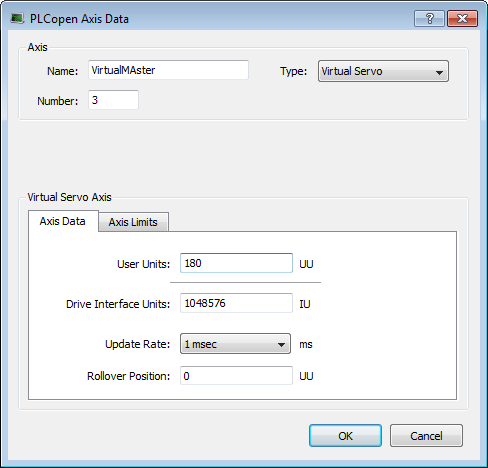 PLCopen Axis Data
Axis
Name: VirtualMAster Type: Virtual Servo
Number: 3
Virtual Servo Axis
Axis Data Axis Limits
User Units: 180 UU
Drive Interface Units: 1048576 IU
Update Rate: 1 msec ms
Rollover Position: 0 UU
OK Cancel